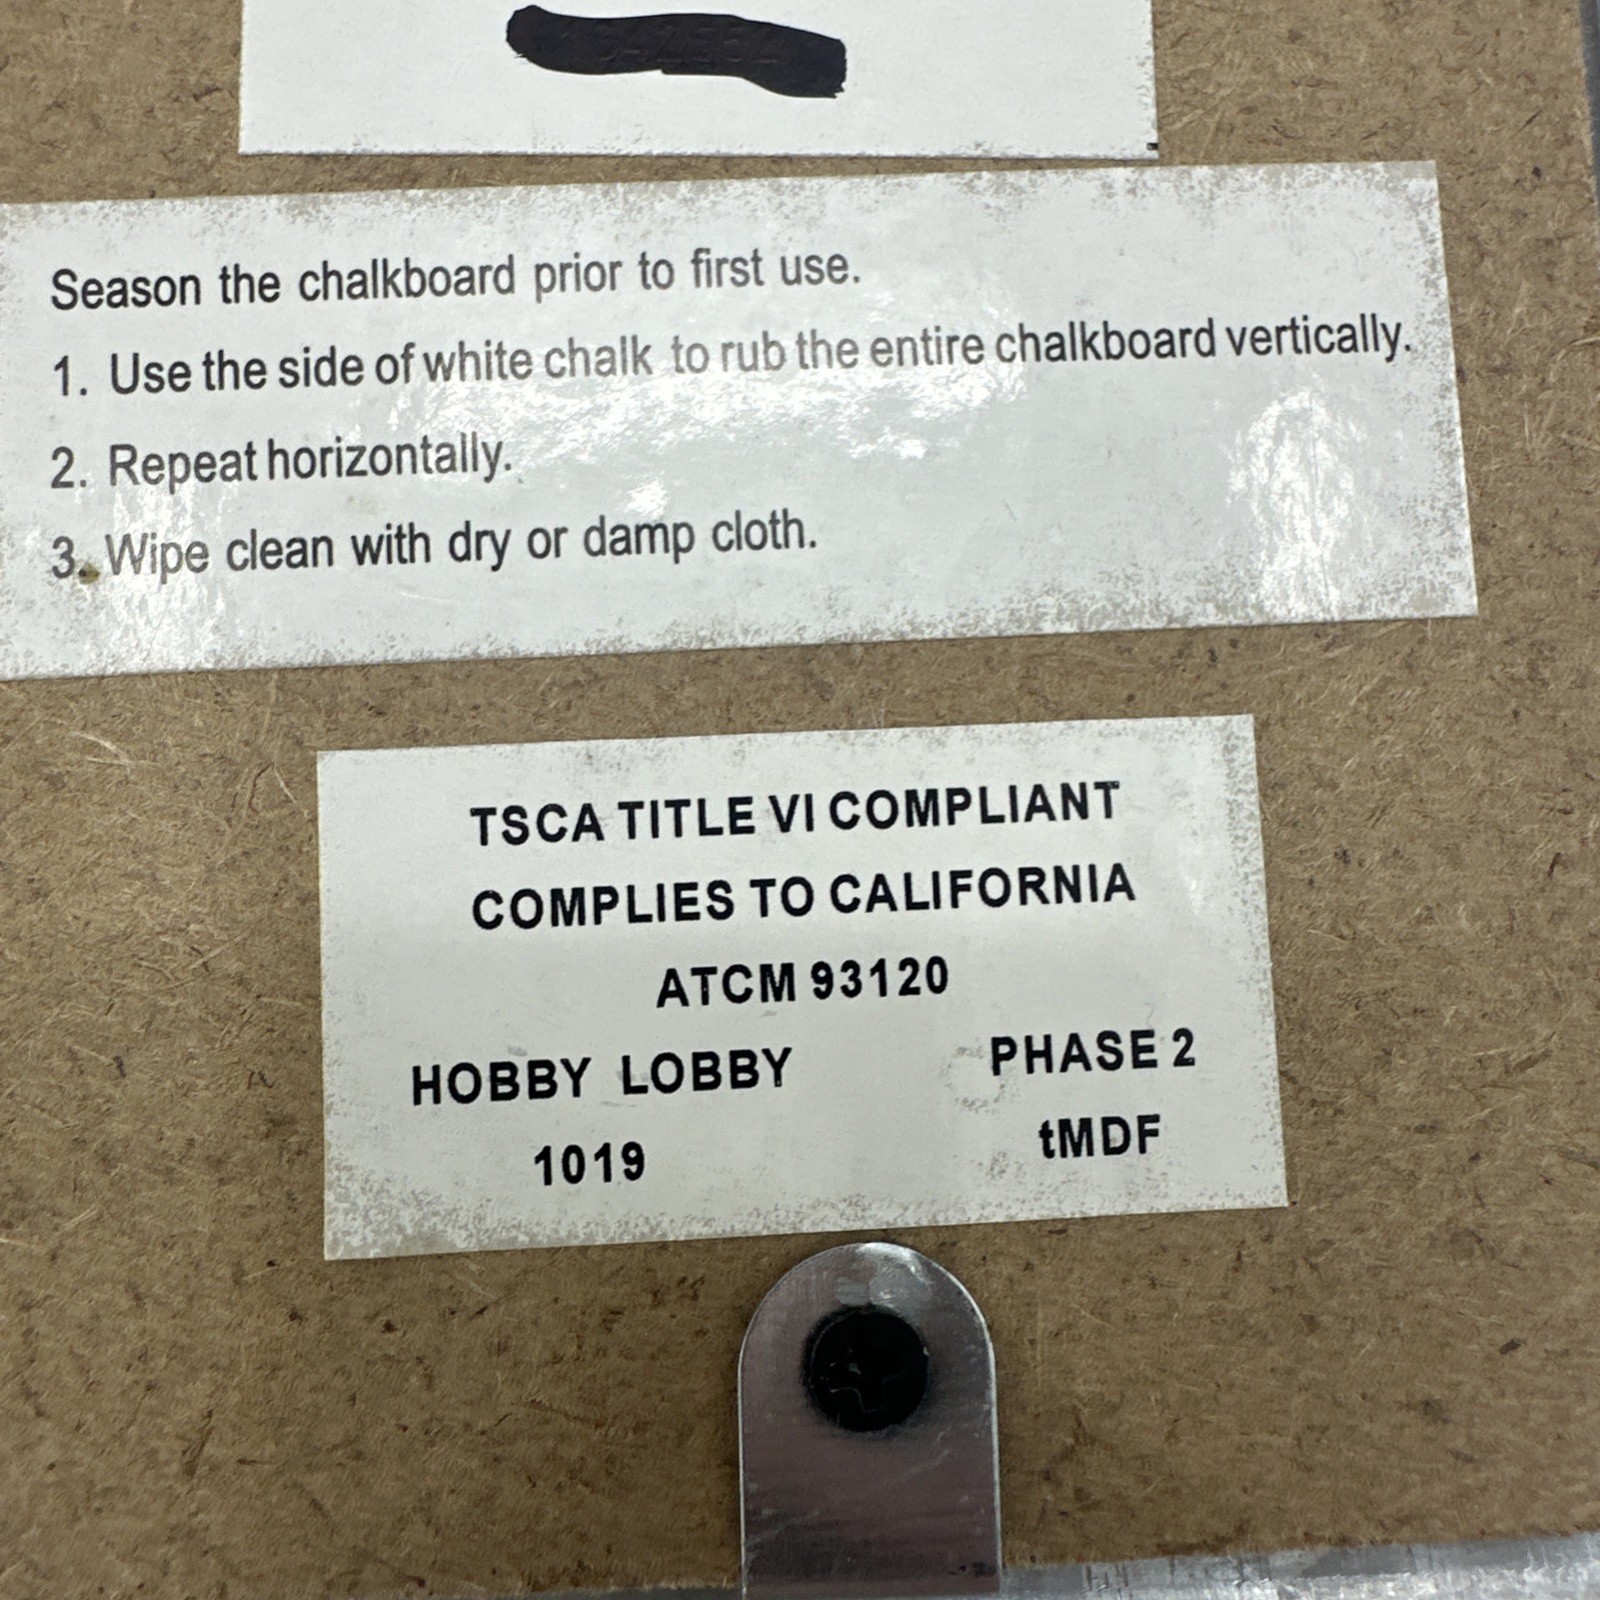 Season the chalkboard prior to first use.
1. Use the side of white chalk to rub the entire chalkboard vertically.
2. Repeat horizontally.
3. Wipe clean with dry or damp cloth.
TSCA TITLE VI COMPLIANT
COMPLIES TO CALIFORNIA
ATCM 93120
HOBBY LOBBY PHASE 2
1019 tMDF